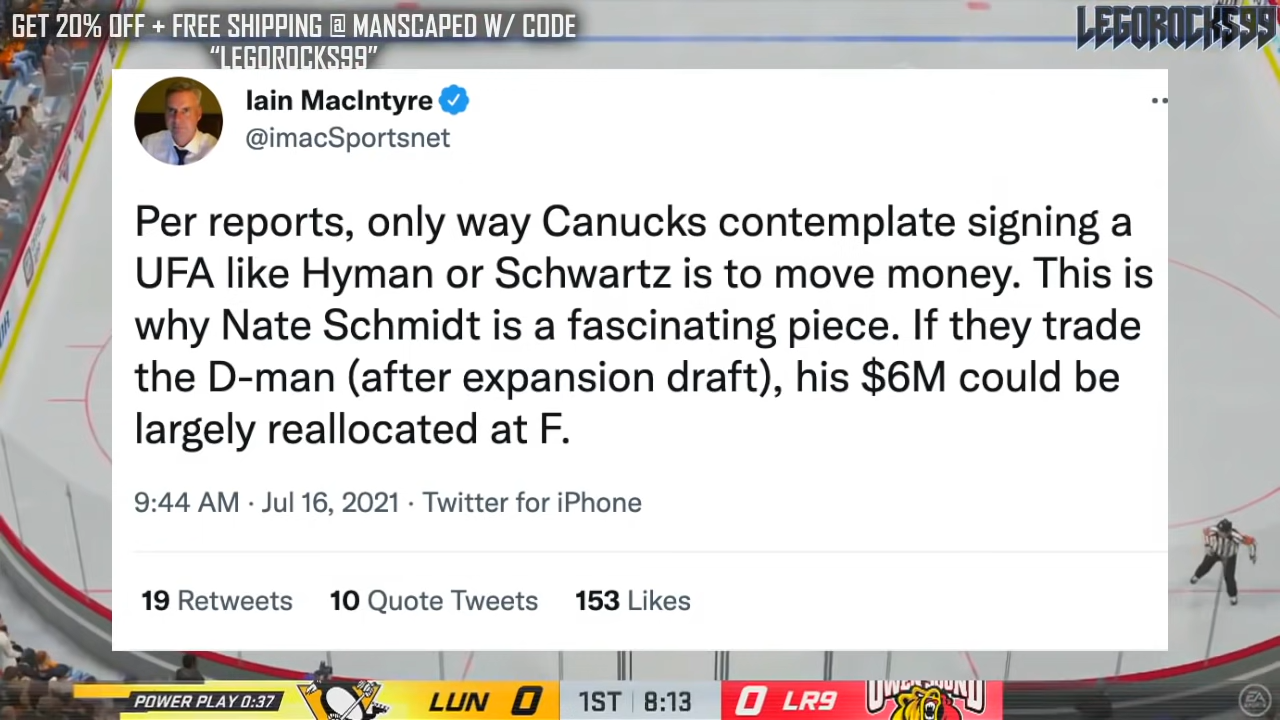 GET 20% OFF + FREE SHIPPING @ MANSCAPED W/ CODE
"LEGOROCKS99"
LEGOROCKS99
Iain MacIntyre
@imacSportsnet
Per reports, only way Canucks contemplate signing a
UFA like Hyman or Schwartz is to move money. This is
why Nate Schmidt is a fascinating piece. If they trade
the D-man (after expansion draft), his $6M could be
largely reallocated at F.
9:44 AM · Jul 16, 2021 · Twitter for iPhone
19 Retweets 10 Quote Tweets 153 Likes
POWER PLAY 0:37 LUN 0 1ST 8:13 0 LR9 OWEN SOUND
EA